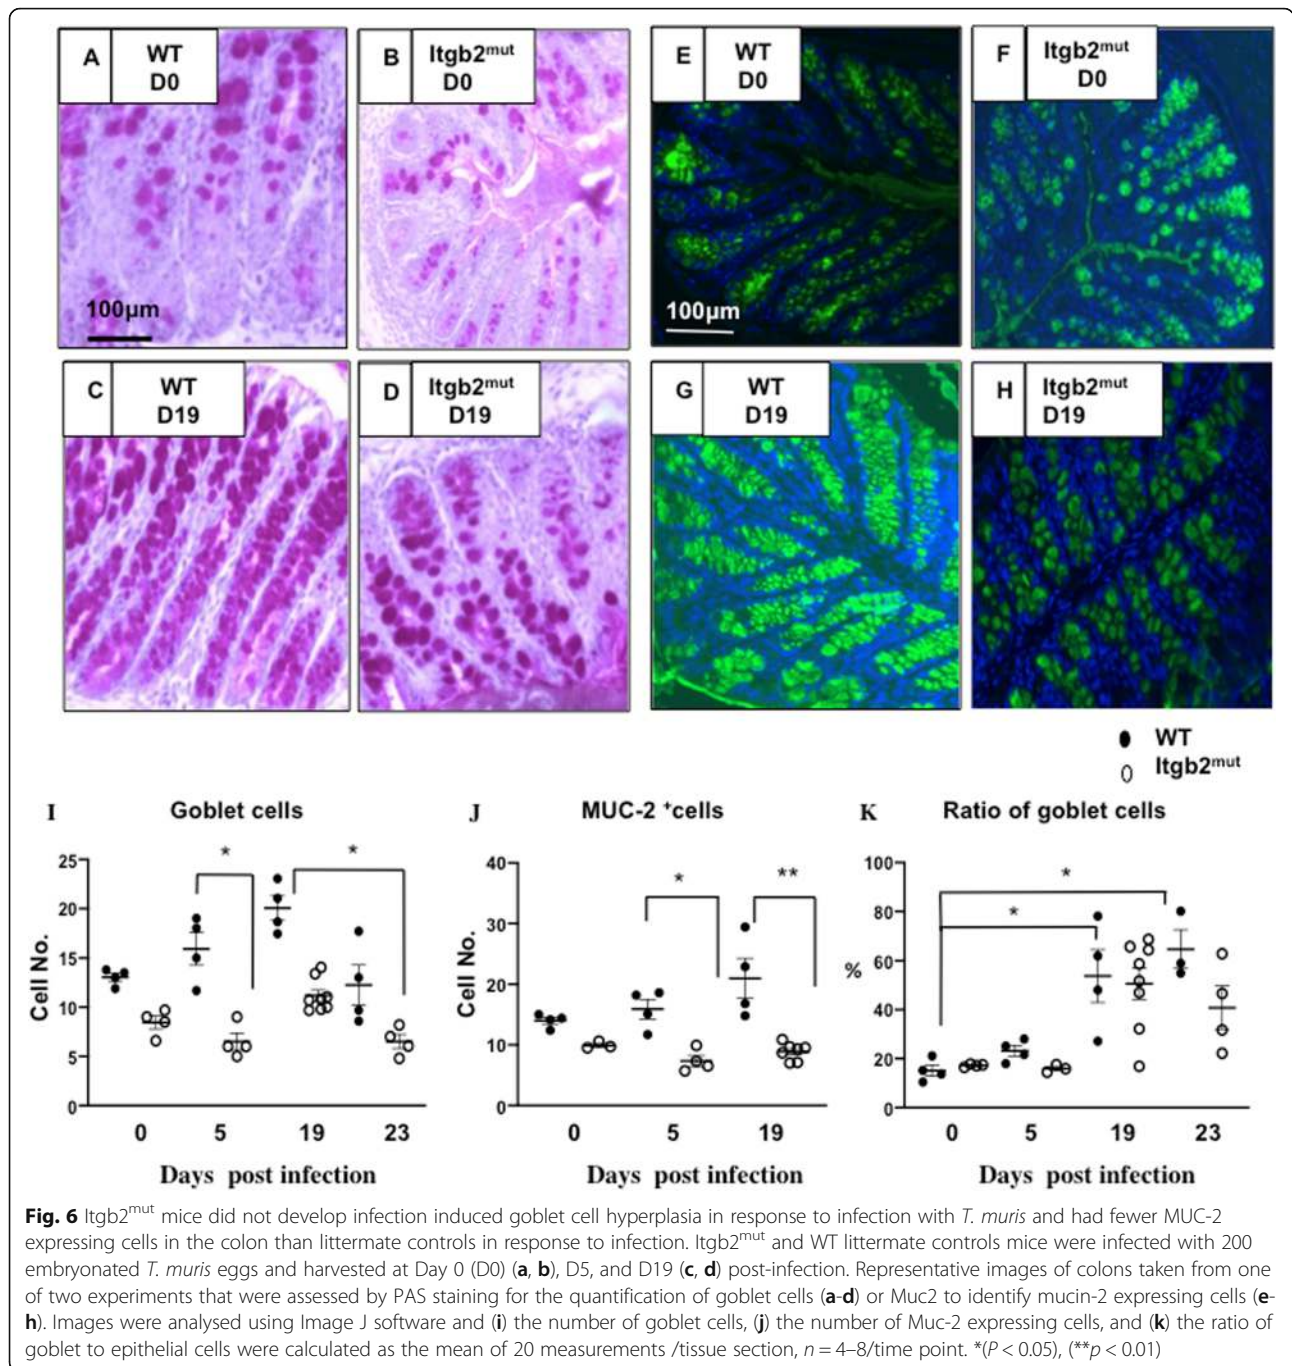 A WT D0
B Itgb2mut D0
E WT D0
F Itgb2mut D0
100µm
100µm
C WT D19
D Itgb2mut D19
G WT D19
H Itgb2mut D19
WT
Itgb2mut
I Goblet cells
J MUC-2 +cells
K Ratio of goblet cells
Cell No.
25
20
15
10
5
0
*
*
0 5 19 23
Days post infection
Cell No.
40
30
20
10
0
*
**
0 5 19
Days post infection
%
100
80
60
40
20
0
*
*
0 5 19 23
Days post infection
Fig. 6 Itgb2mut mice did not develop infection induced goblet cell hyperplasia in response to infection with T. muris and had fewer MUC-2
expressing cells in the colon than littermate controls in response to infection. Itgb2mut and WT littermate controls mice were infected with 200
embryonated T. muris eggs and harvested at Day 0 (D0) (a, b), D5, and D19 (c, d) post-infection. Representative images of colons taken from one
of two experiments that were assessed by PAS staining for the quantification of goblet cells (a-d) or Muc2 to identify mucin-2 expressing cells (e-
h). Images were analysed using Image J software and (i) the number of goblet cells, (j) the number of Muc-2 expressing cells, and (k) the ratio of
goblet to epithelial cells were calculated as the mean of 20 measurements /tissue section, n = 4–8/time point. *(P < 0.05), (**p < 0.01)